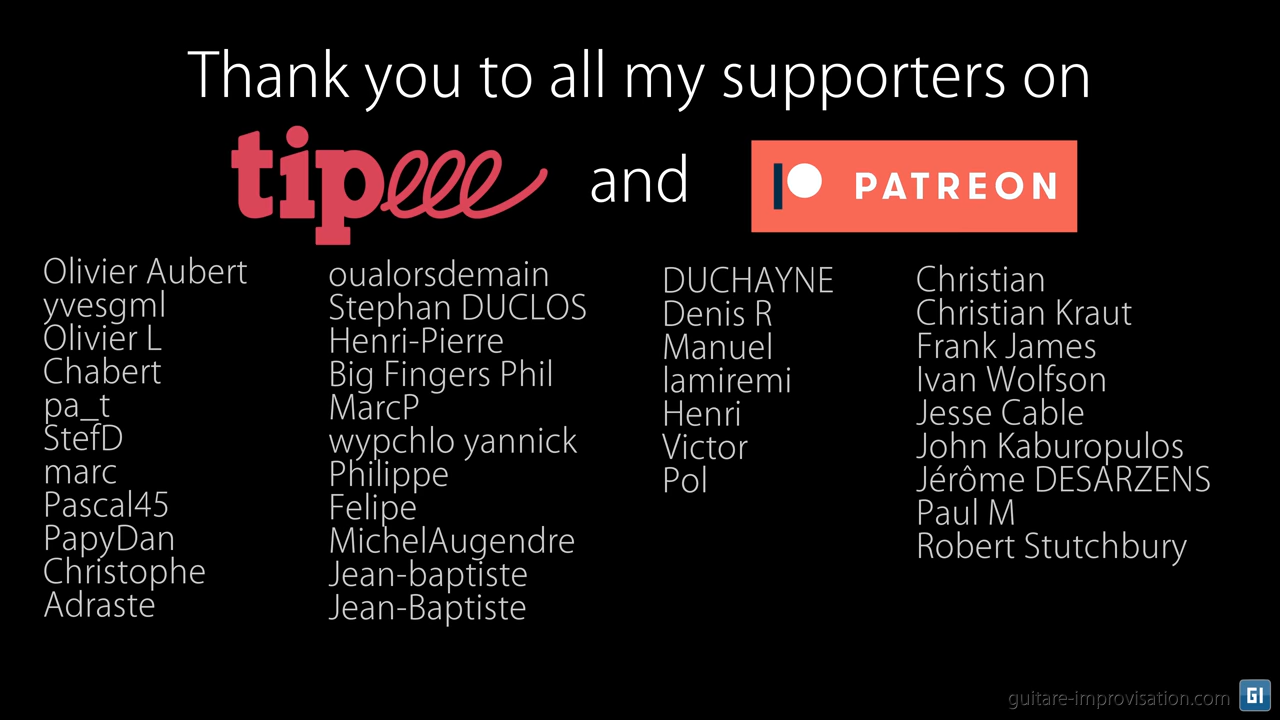 Thank you to all my supporters on
tipeee and PATREON
Olivier Aubert
yvesgml
Olivier L
Chabert
pa_t
StefD
marc
Pascal45
PapyDan
Christophe
Adraste
oualorsdemain
Stephan DUCLOS
Henri-Pierre
Big Fingers Phil
MarcP
wypchlo yannick
Philippe
Felipe
MichelAugendre
Jean-baptiste
Jean-Baptiste
DUCHAYNE
Denis R
Manuel
lamiremi
Henri
Victor
Pol
Christian
Christian Kraut
Frank James
Ivan Wolfson
Jesse Cable
John Kaburopulos
Jérôme DESARZENS
Paul M
Robert Stutchbury
guitare-improvisation.com GI